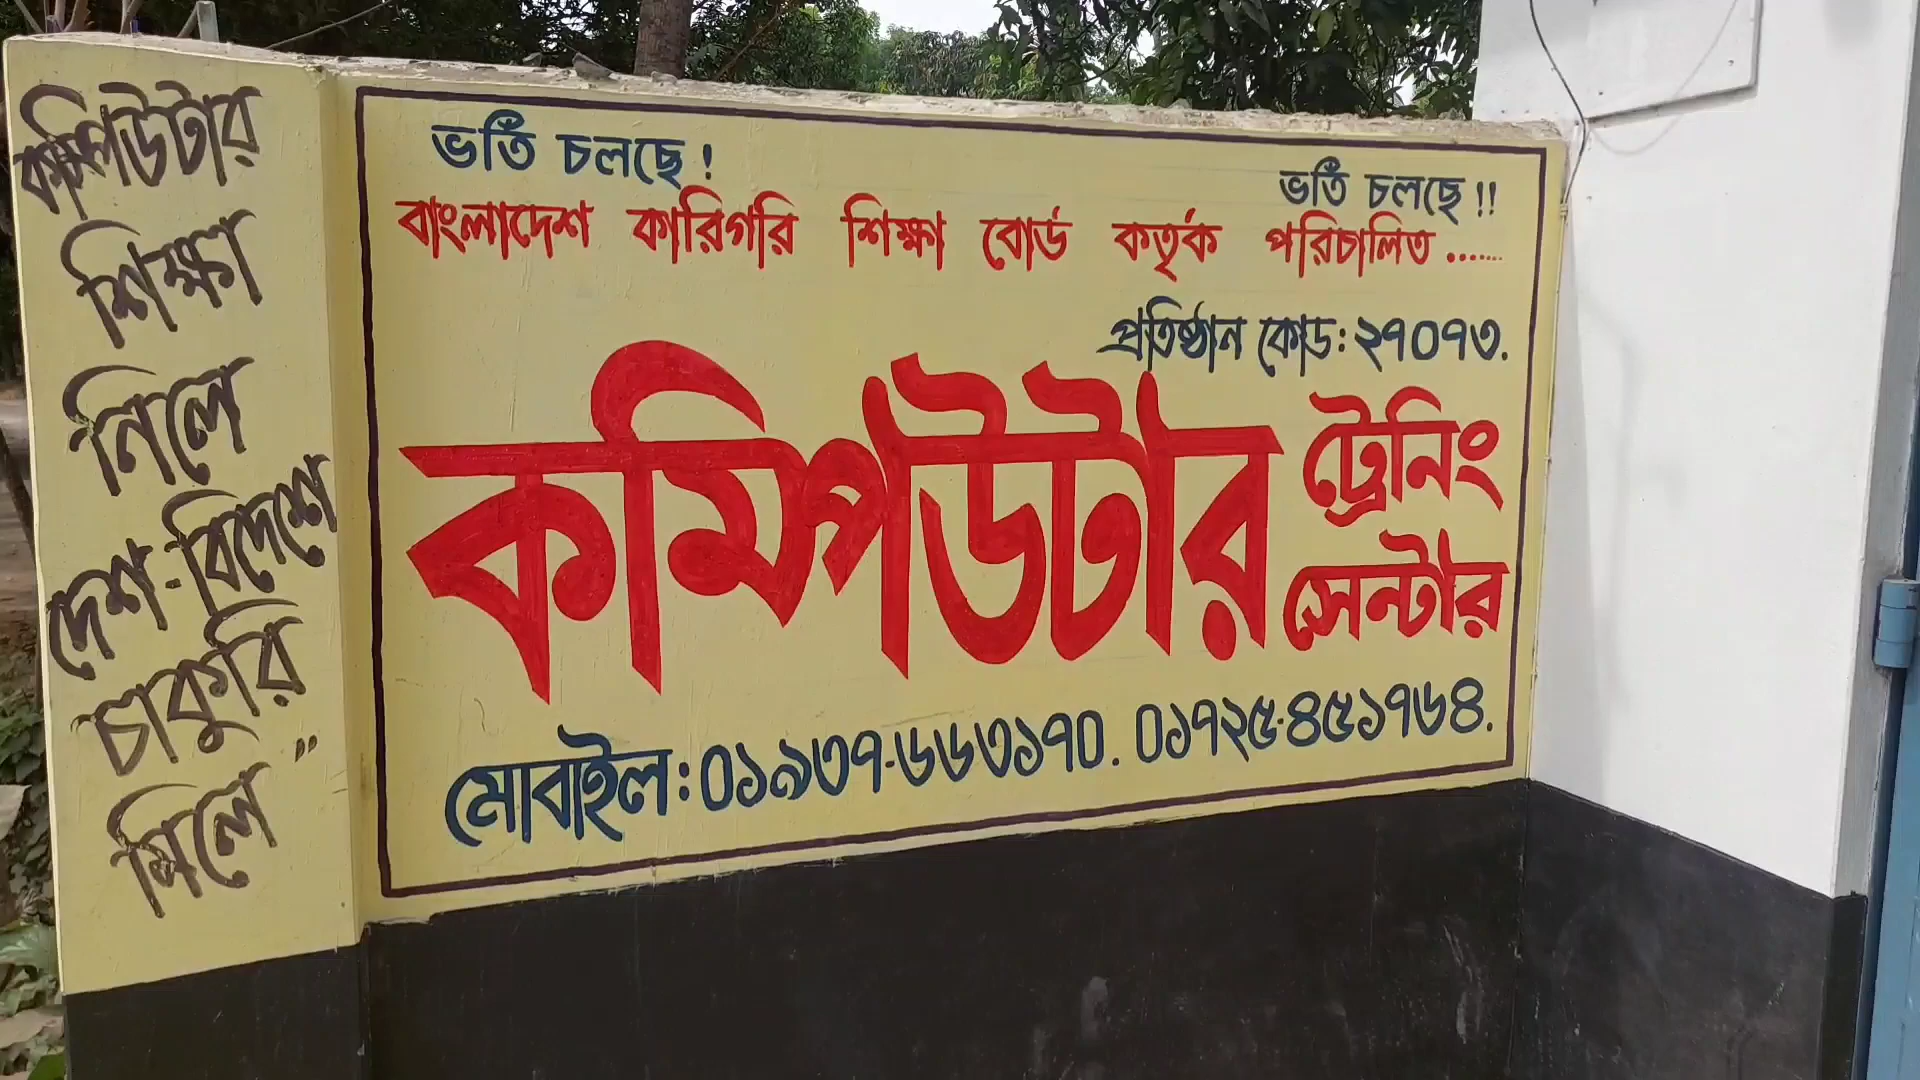 কম্পিউটার
শিক্ষা
নিলে
দেশ-বিদেশে
চাকুরি
মিলে"
ভর্তি চলছে!
ভর্তি চলছে!!
বাংলাদেশ কারিগরি শিক্ষা বোর্ড কর্তৃক পরিচালিত.......
প্রতিষ্ঠান কোড: ২৭০৭৩.
কম্পিউটার ট্রেনিং
সেন্টার
মোবাইল: ০১৯৩৭-৬৬৩১৭০. ০১৭২৫-৪৫১৭৬৪.